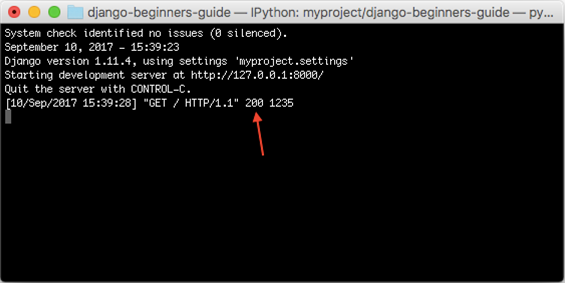 django-beginners-guide — IPython: myproject/django-beginners-guide — py...
System check identified no issues (0 silenced).
September 10, 2017 - 15:39:23
Django version 1.11.4, using settings 'myproject.settings'
Starting development server at http://127.0.0.1:8000/
Quit the server with CONTROL-C.
[10/Sep/2017 15:39:28] "GET / HTTP/1.1" 200 1235